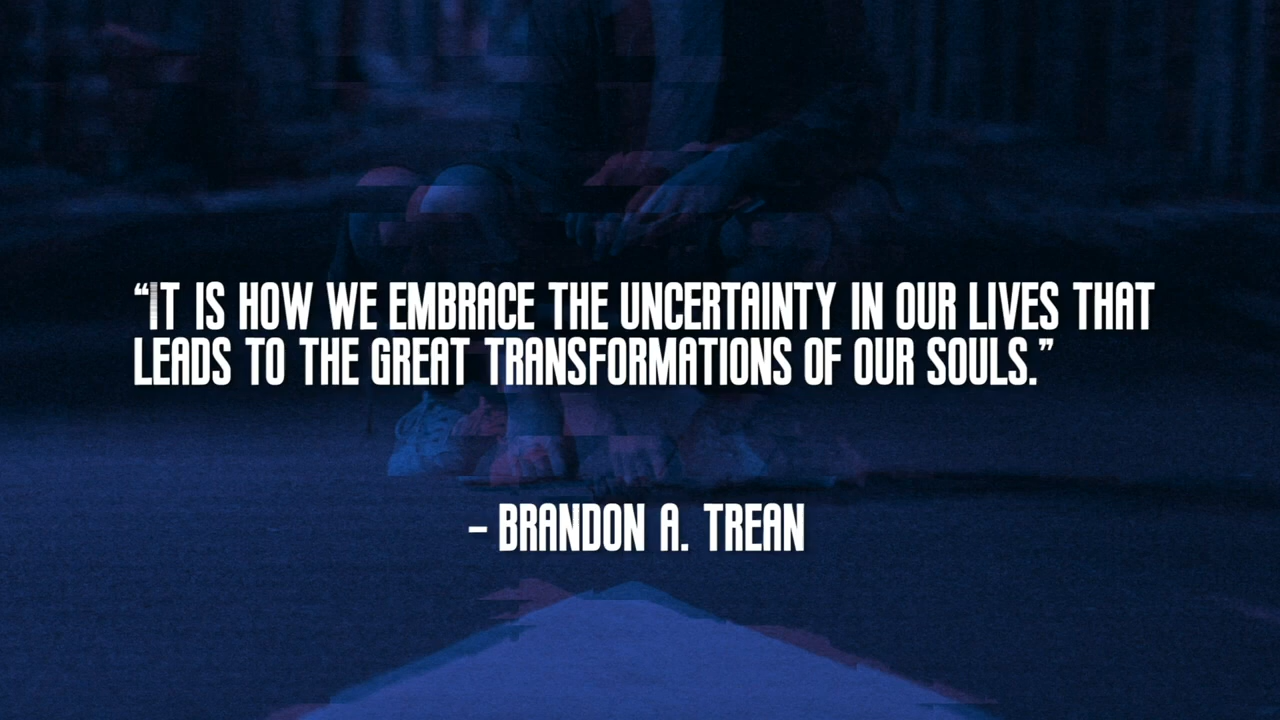 “IT IS HOW WE EMBRACE THE UNCERTAINTY IN OUR LIVES THAT
LEADS TO THE GREAT TRANSFORMATIONS OF OUR SOULS.”
– BRANDON A. TREAN